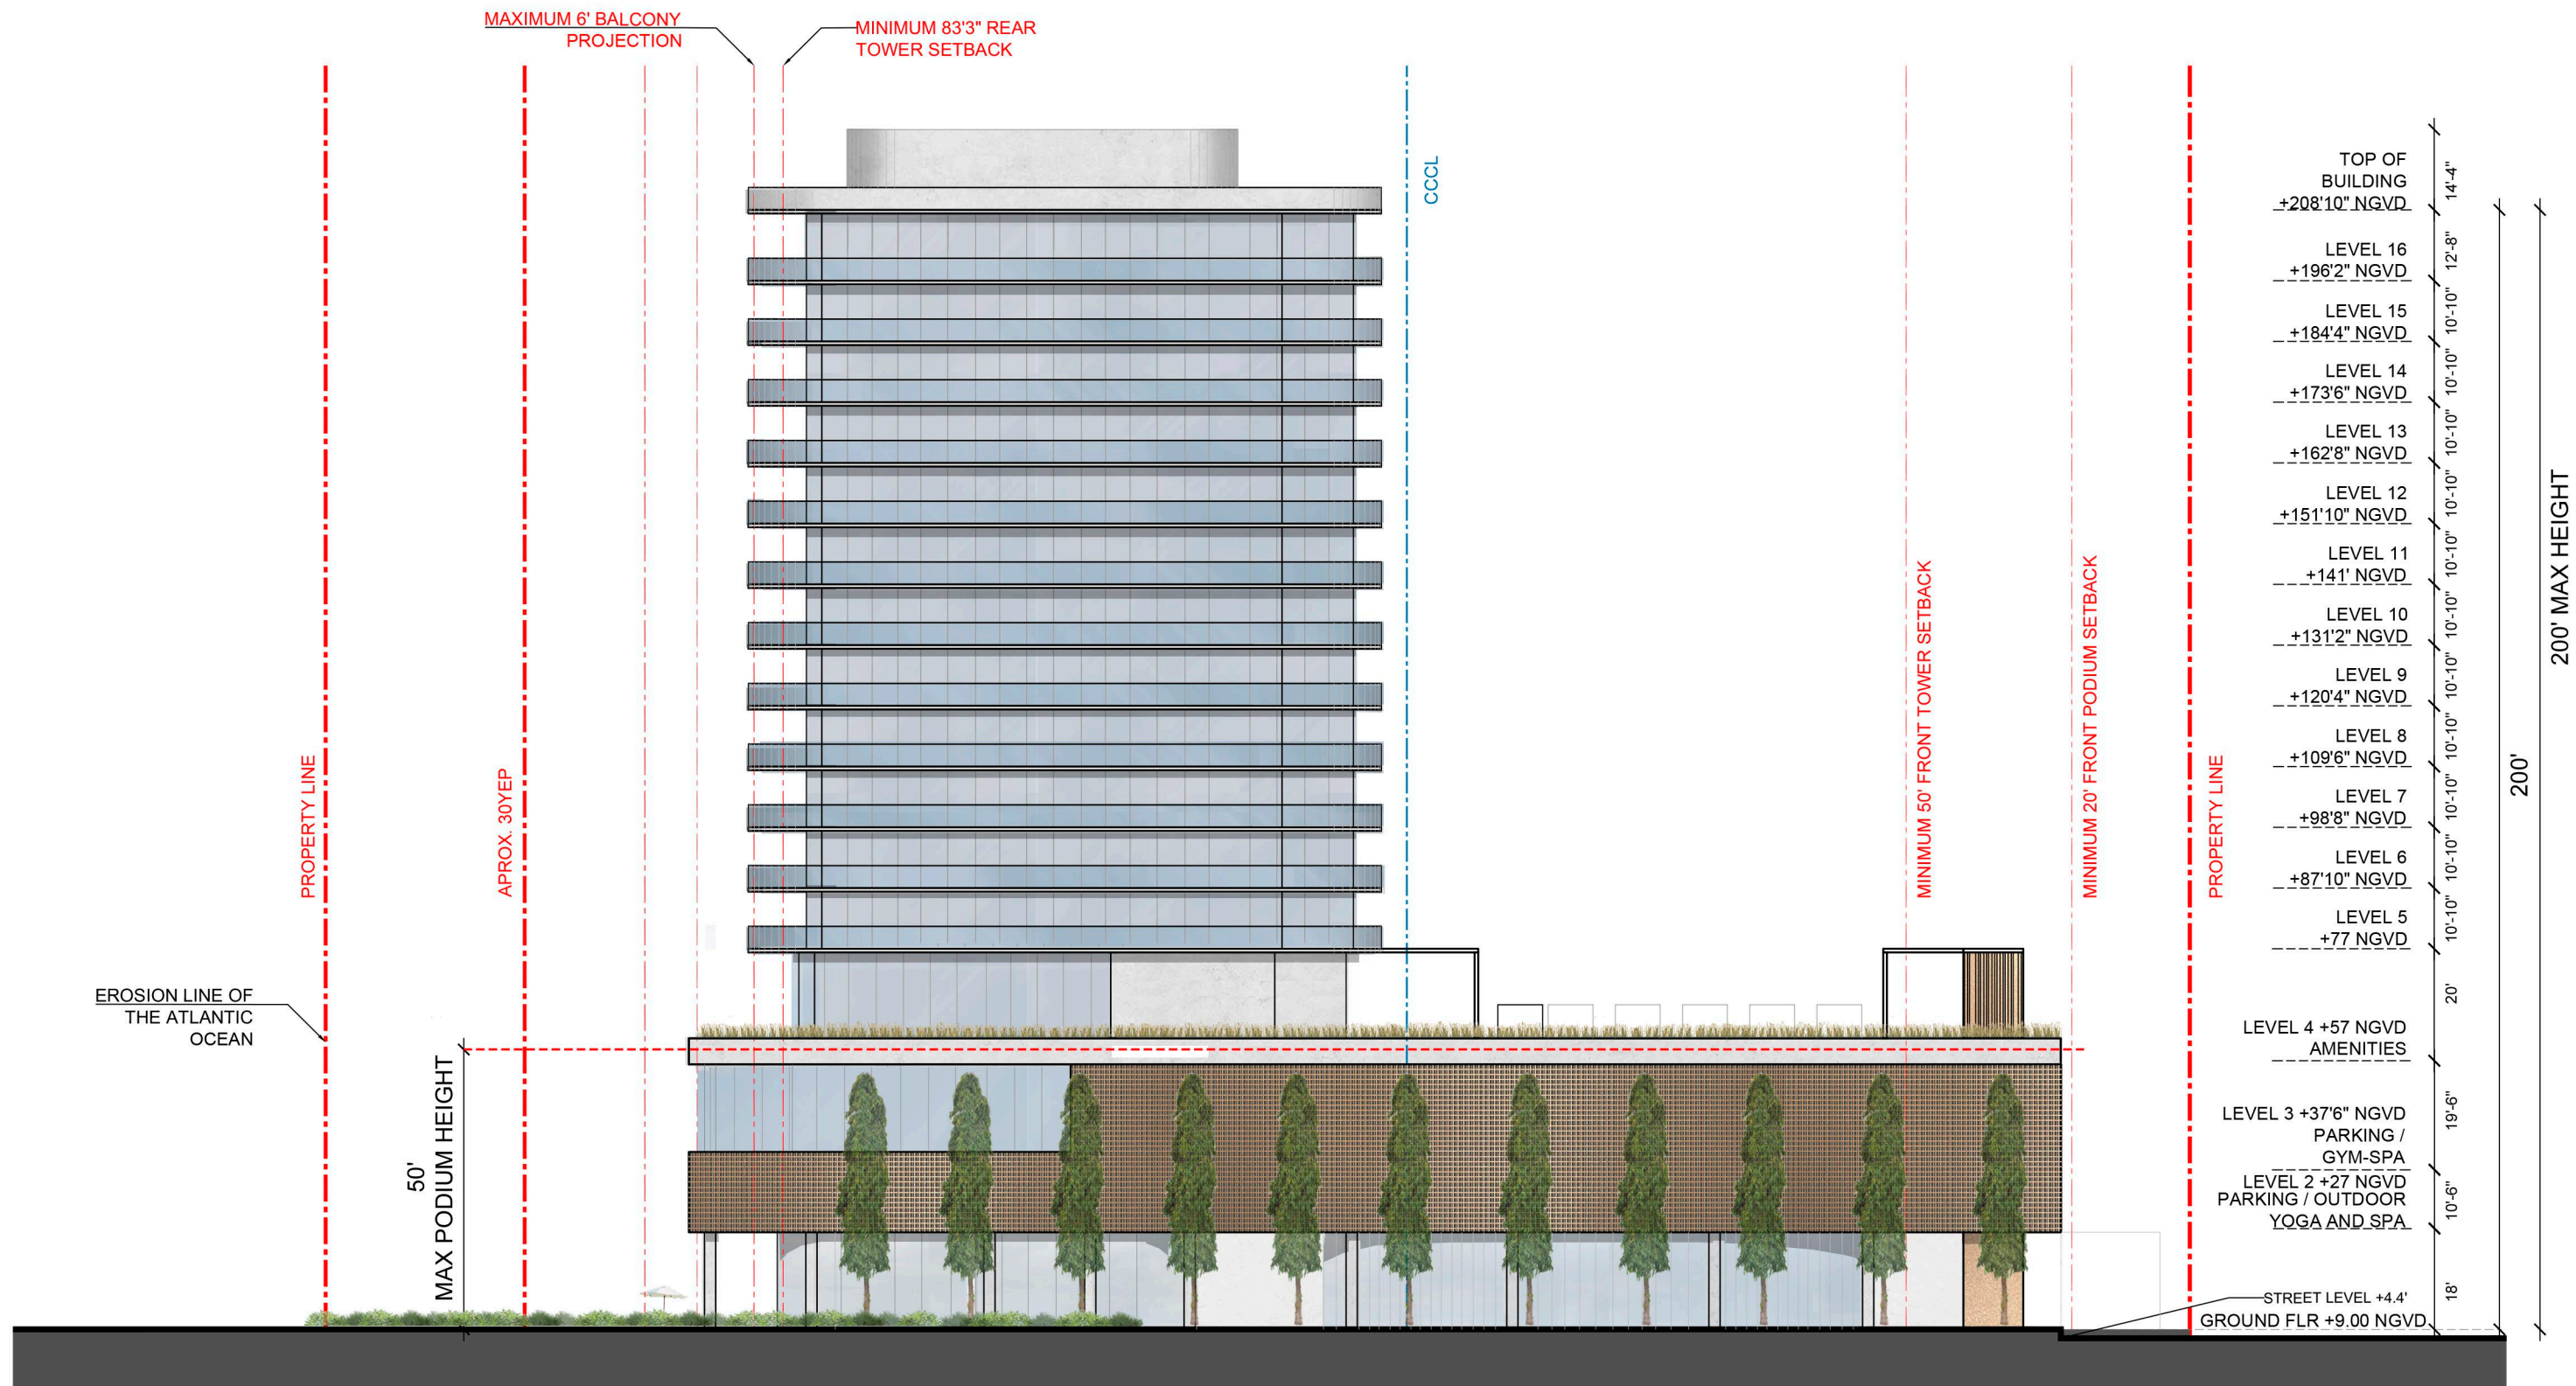 MAXIMUM 6' BALCONY
PROJECTION
MINIMUM 83'3" REAR
TOWER SETBACK
CCCL
TOP OF
BUILDING
+208'10" NGVD
14'-4"
LEVEL 16
+196'2" NGVD
12'-8"
LEVEL 15
+184'4" NGVD
10'-10"
LEVEL 14
+173'6" NGVD
10'-10"
LEVEL 13
+162'8" NGVD
10'-10"
LEVEL 12
+151'10" NGVD
10'-10"
LEVEL 11
+141' NGVD
10'-10"
LEVEL 10
+131'2" NGVD
10'-10"
LEVEL 9
+120'4" NGVD
10'-10"
LEVEL 8
+109'6" NGVD
10'-10"
LEVEL 7
+98'8" NGVD
10'-10"
LEVEL 6
+87'10" NGVD
10'-10"
LEVEL 5
+77 NGVD
10'-10"
200' MAX HEIGHT
200'
MINIMUM 50' FRONT TOWER SETBACK
MINIMUM 20' FRONT PODIUM SETBACK
PROPERTY LINE
PROPERTY LINE
APROX. 30YEP
EROSION LINE OF
THE ATLANTIC
OCEAN
20'
LEVEL 4 +57 NGVD
AMENITIES
19'-6"
LEVEL 3 +37'6" NGVD
PARKING /
GYM-SPA
LEVEL 2 +27 NGVD
PARKING / OUTDOOR
YOGA AND SPA
10'-6"
50'
MAX PODIUM HEIGHT
18'
STREET LEVEL +4.4'
GROUND FLR +9.00 NGVD